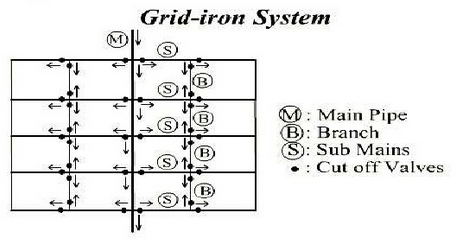 Grid-iron System
M
S
B
S
B
S
B
S
B
S
B
M: Main Pipe
B: Branch
S: Sub Mains
• : Cut off Valves